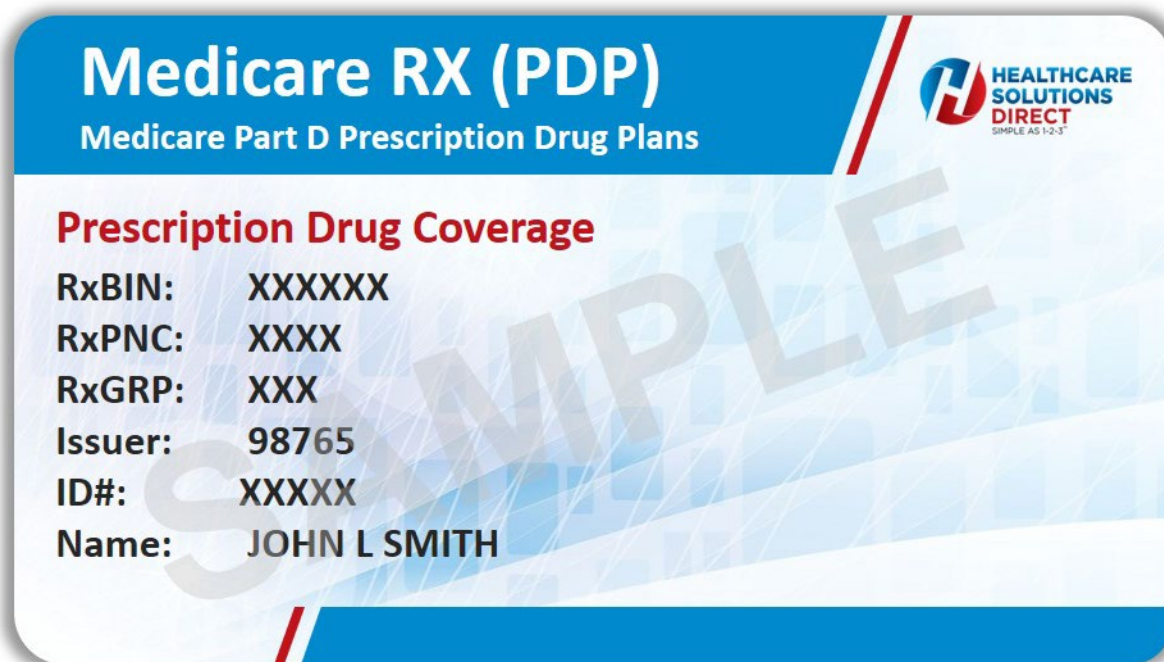 Medicare RX (PDP)
Medicare Part D Prescription Drug Plans
HEALTHCARE
SOLUTIONS
DIRECT
SIMPLE AS 1-2-3™
Prescription Drug Coverage
RxBIN: XXXXXX
RxPNC: XXXX
RxGRP: XXX
Issuer: 98765
ID#: XXXXX
Name: JOHN L SMITH
SAMPLE